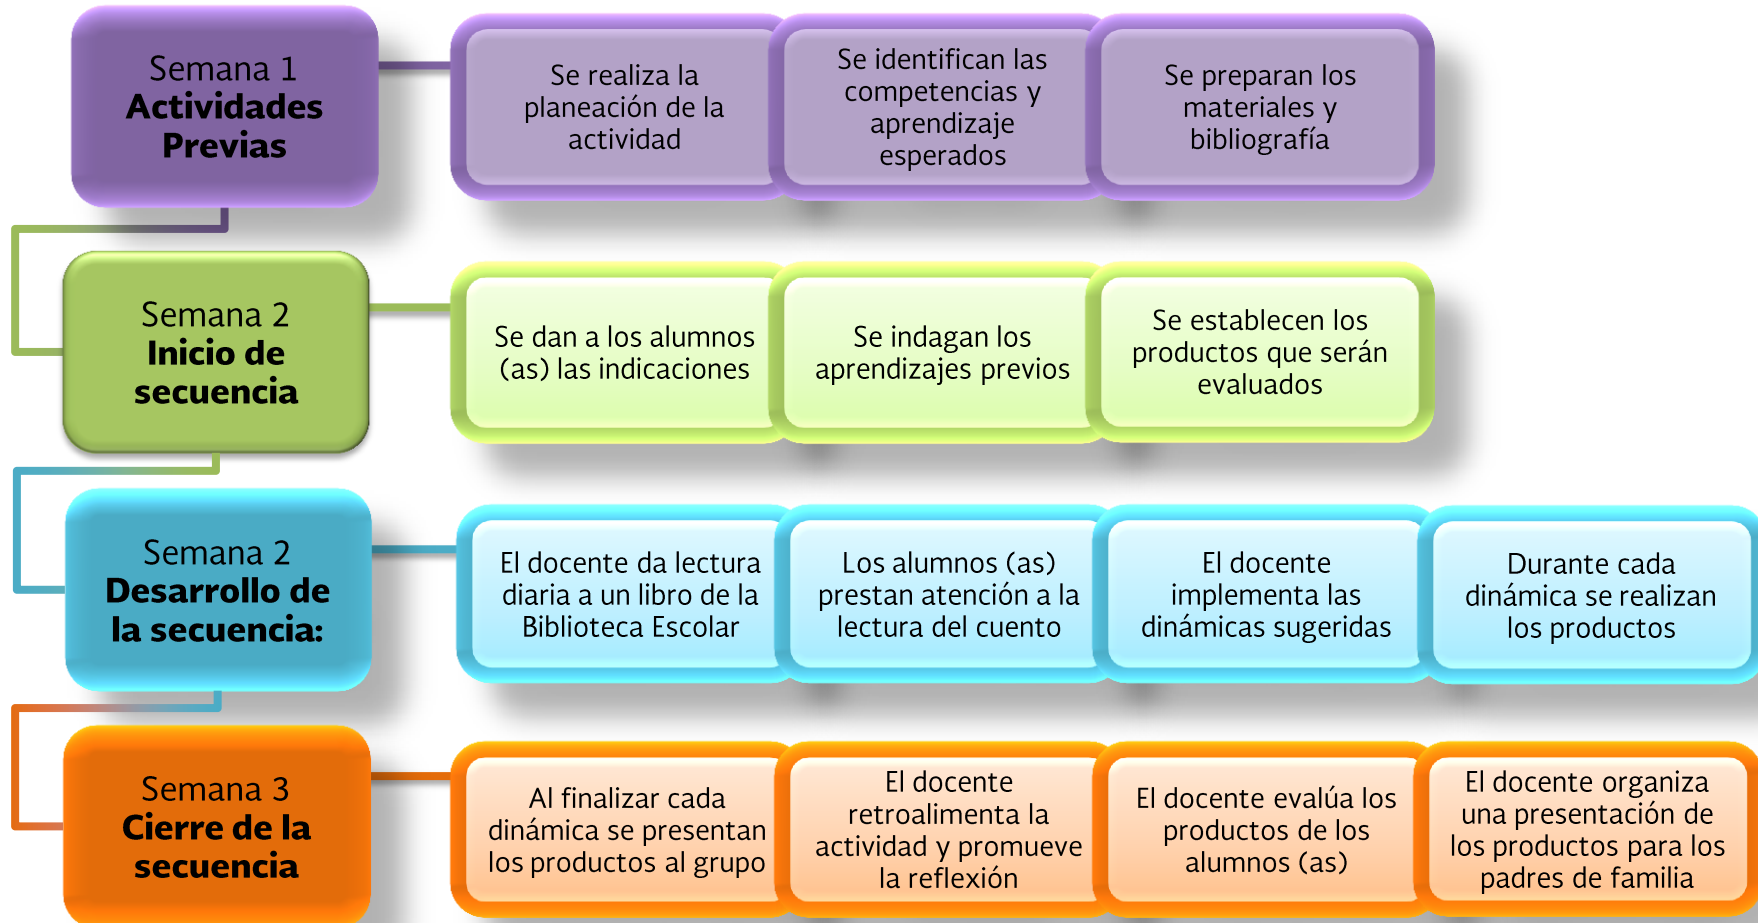 Semana 1
Actividades
Previas
Se realiza la
planeación de la
actividad
Se identifican las
competencias y
aprendizaje
esperados
Se preparan los
materiales y
bibliografía
Semana 2
Inicio de
secuencia
Se dan a los alumnos
(as) las indicaciones
Se indagan los
aprendizajes previos
Se establecen los
productos que serán
evaluados
Semana 2
Desarrollo de
la secuencia:
El docente da lectura
diaria a un libro de la
Biblioteca Escolar
Los alumnos (as)
prestan atención a la
lectura del cuento
El docente
implementa las
dinámicas sugeridas
Durante cada
dinámica se realizan
los productos
Semana 3
Cierre de la
secuencia
Al finalizar cada
dinámica se presentan
los productos al grupo
El docente
retroalimenta la
actividad y promueve
la reflexión
El docente evalúa los
productos de los
alumnos (as)
El docente organiza
una presentación de
los productos para los
padres de familia